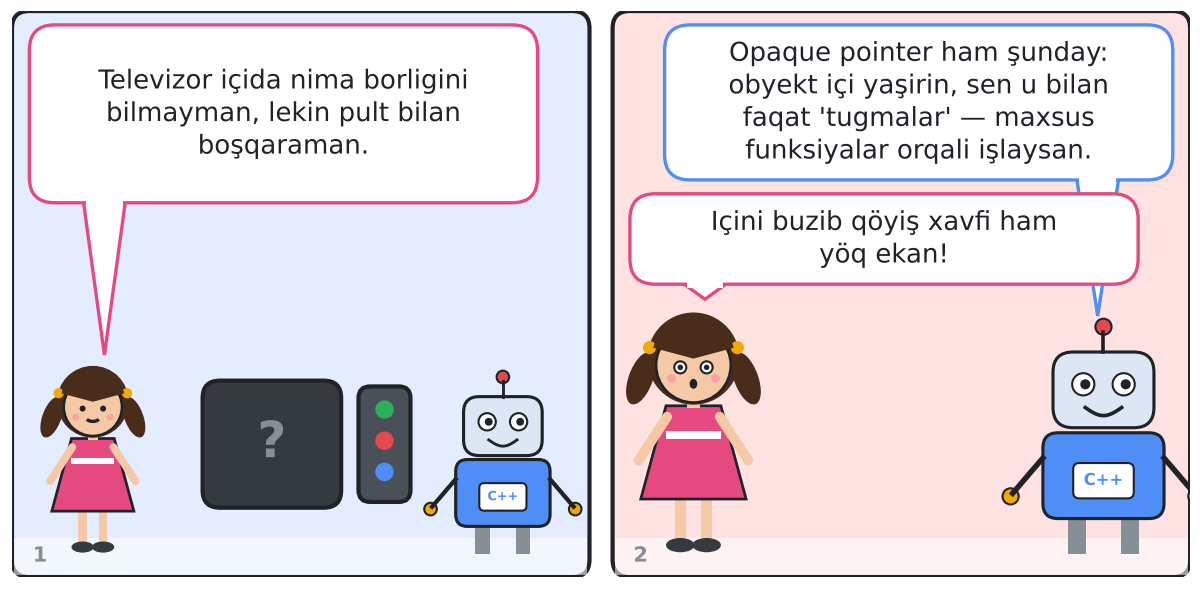 Televizor içida nima borligini
bilmayman, lekin pult bilan
boşqaraman.
?
C++
1
Opaque pointer ham şunday:
obyekt içi yaşirin, sen u bilan
faqat 'tugmalar' — maxsus
funksiyalar orqali işlaysan.
Içini buzib qöyiş xavfi ham
yöq ekan!
C++
2